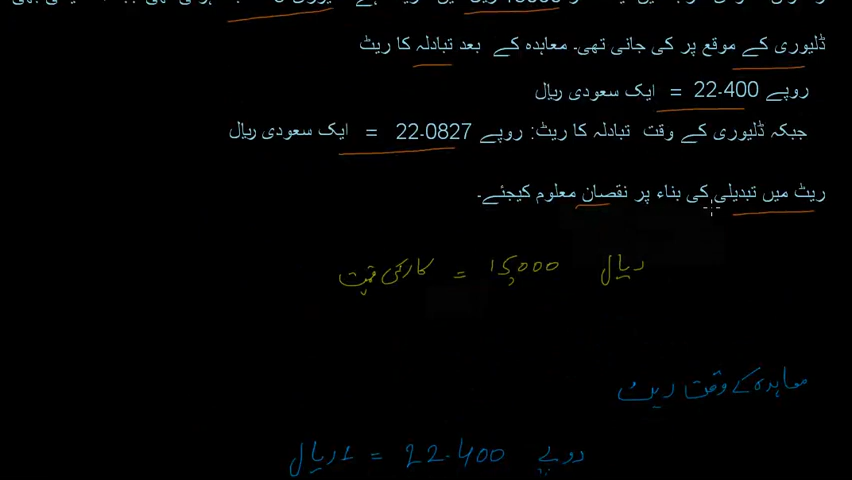 ڈلیوری کے موقع پر کی جانی تھی۔ معاہدہ کے بعد تبادلہ کا ریٹ
روپے 22.400 = ایک سعودی ریال
جبکہ ڈلیوری کے وقت تبادلہ کا ریٹ: روپے 22.0827 = ایک سعودی ریال
ریٹ میں تبدیلی کی بناء پر نقصان معلوم کیجئے۔
ریال 15,000 = کار کی قیمت
معاہدہ کے وقت ریٹ
روپے 22.400 = 1 ریال